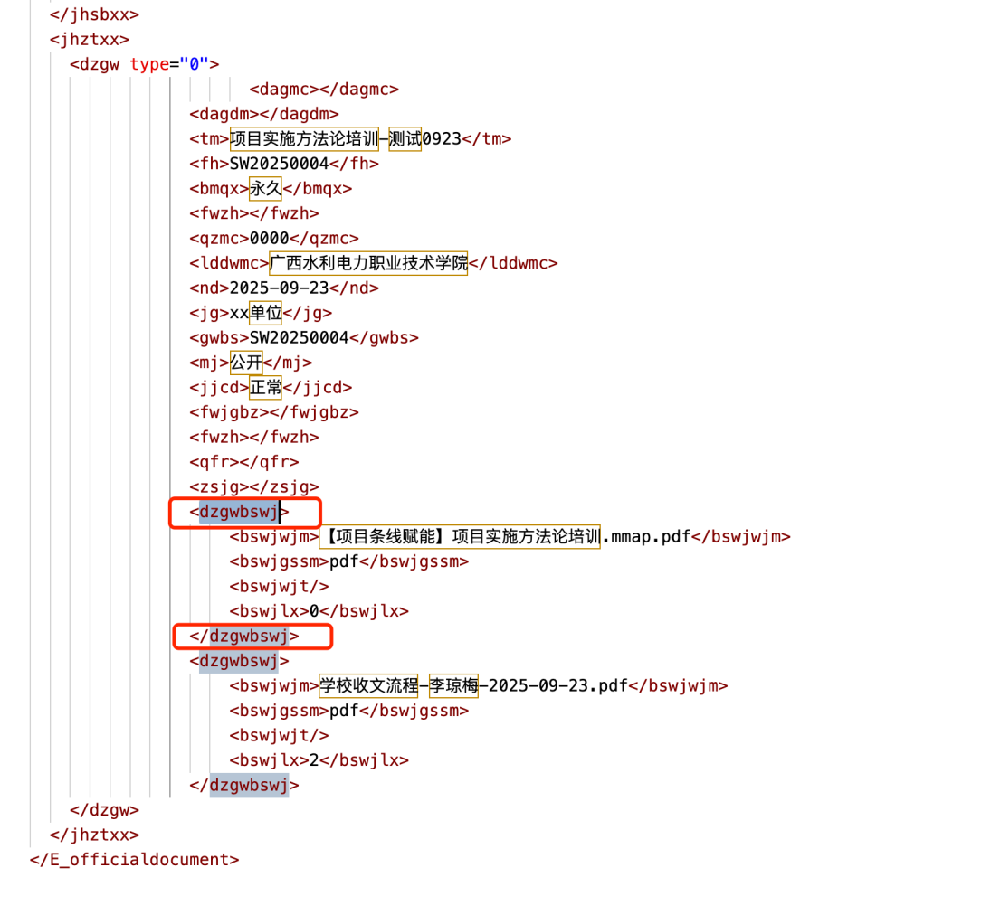 </jhsbxx>
<jhztxx>
<dzgw type="0">
<dagmc></dagmc>
<dagdm></dagdm>
<tm>项目实施方法论培训-测试0923</tm>
<fh>SW20250004</fh>
<bmqx>永久</bmqx>
<fwzh></fwzh>
<qzmc>0000</qzmc>
<lddwmc>广西水利电力职业技术学院</lddwmc>
<nd>2025-09-23</nd>
<jg>xx单位</jg>
<gwbs>SW20250004</gwbs>
<mj>公开</mj>
<jjcd>正常</jjcd>
<fwjgbz></fwjgbz>
<fwzh></fwzh>
<qfr></qfr>
<zsjg></zsjg>
<dzgwbswj>
<bswjwjm>【项目条线赋能】项目实施方法论培训.mmap.pdf</bswjwjm>
<bswjgssm>pdf</bswjgssm>
<bswjwjt/>
<bswjlx>0</bswjlx>
</dzgwbswj>
<dzgwbswj>
<bswjwjm>学校收文流程-李琼梅-2025-09-23.pdf</bswjwjm>
<bswjgssm>pdf</bswjgssm>
<bswjwjt/>
<bswjlx>2</bswjlx>
</dzgwbswj>
</dzgw>
</jhztxx>
</E_officialdocument>